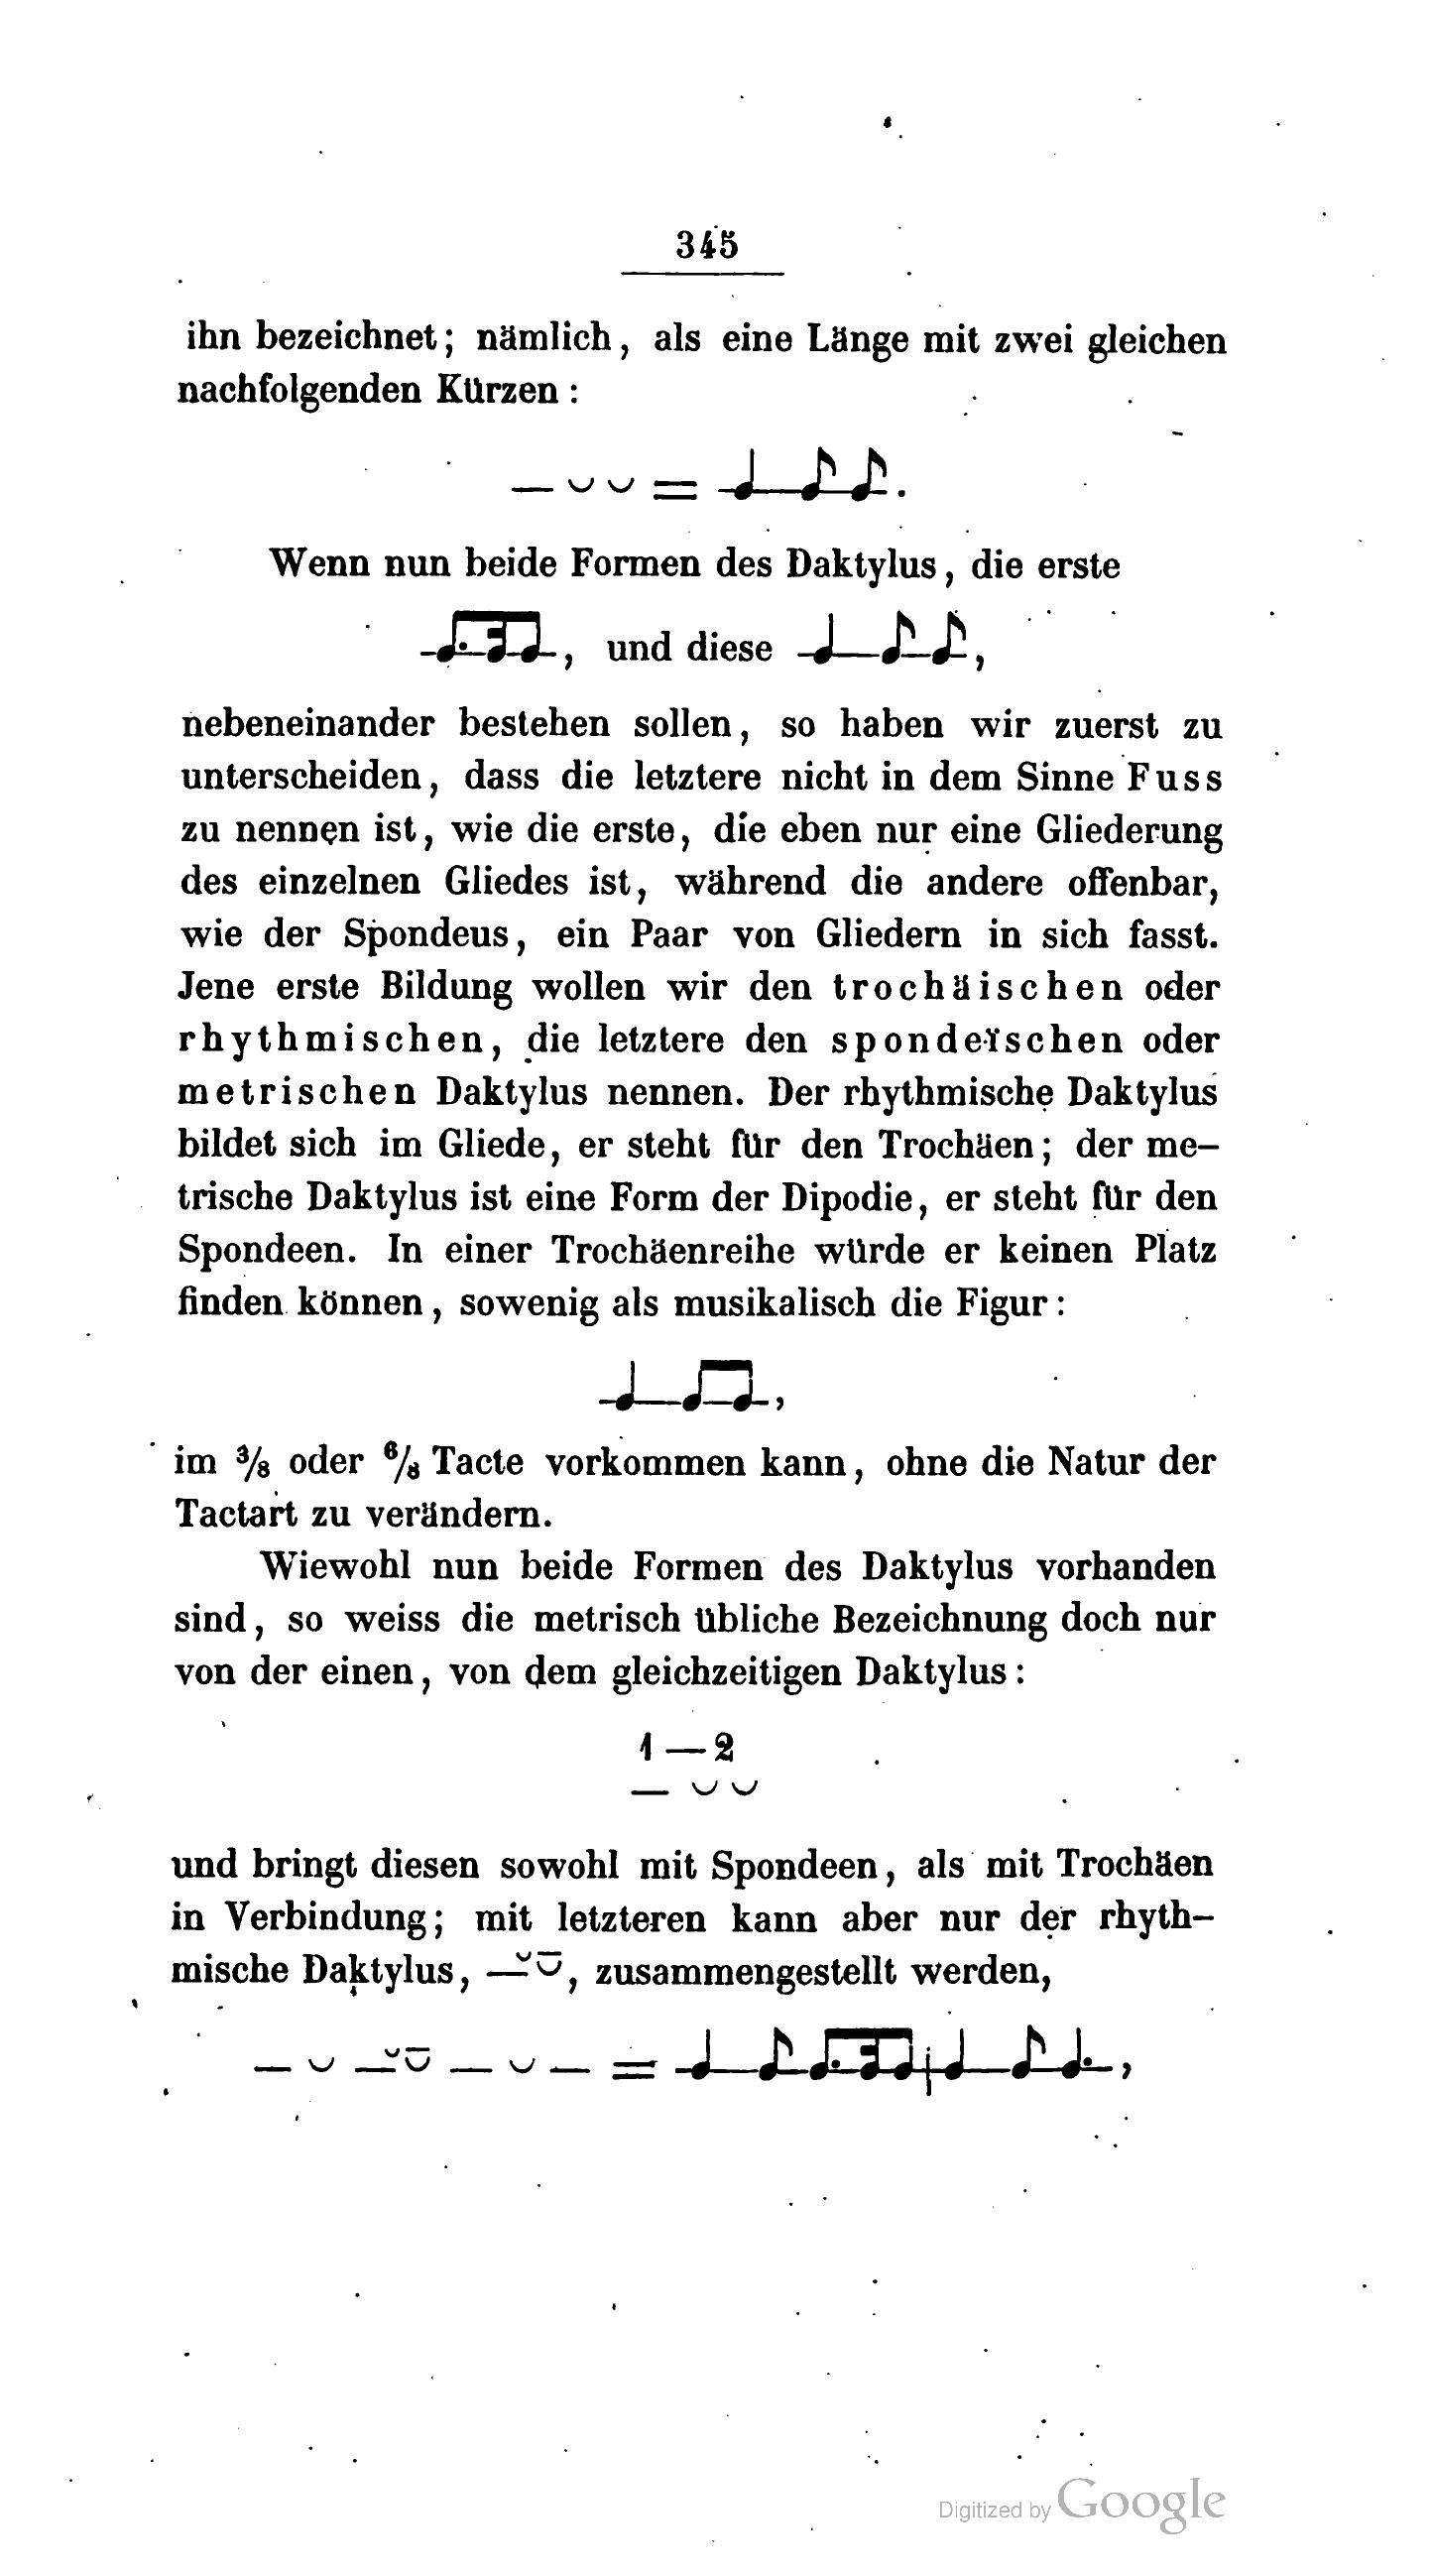 345
ihn bezeichnet; nämlich, als eine Länge mit zwei gleichen
nachfolgenden Kürzen:
— ◡ ◡ = ♩ ♪ ♪.
Wenn nun beide Formen des Daktylus, die erste
, und diese ♩ ♪ ♪,
nebeneinander bestehen sollen, so haben wir zuerst zu
unterscheiden, dass die letztere nicht in dem Sinne Fuss
zu nennen ist, wie die erste, die eben nur eine Gliederung
des einzelnen Gliedes ist, während die andere offenbar,
wie der Spondeus, ein Paar von Gliedern in sich fasst.
Jene erste Bildung wollen wir den trochäischen oder
rhythmischen, die letztere den spondeïschen oder
metrischen Daktylus nennen. Der rhythmische Daktylus
bildet sich im Gliede, er steht für den Trochäen; der me-
trische Daktylus ist eine Form der Dipodie, er steht für den
Spondeen. In einer Trochäenreihe würde er keinen Platz
finden können, sowenig als musikalisch die Figur:
♩ ♫,
im 3/8 oder 6/8 Tacte vorkommen kann, ohne die Natur der
Tactart zu verändern.
Wiewohl nun beide Formen des Daktylus vorhanden
sind, so weiss die metrisch übliche Bezeichnung doch nur
von der einen, von dem gleichzeitigen Daktylus:
1 — 2
— ◡ ◡
und bringt diesen sowohl mit Spondeen, als mit Trochäen
in Verbindung; mit letzteren kann aber nur der rhyth-
mische Daktylus, —◡◡̅, zusammengestellt werden,
— ◡ —◡◡̅ — ◡ — =
Digitized by Google